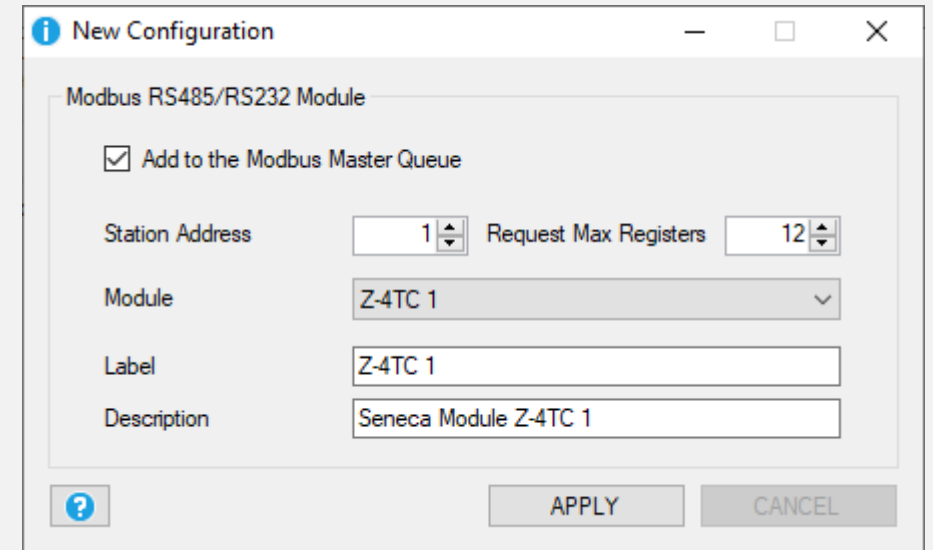 New Configuration
Modbus RS485/RS232 Module
Add to the Modbus Master Queue
Station Address 1 Request Max Registers 12
Module Z-4TC 1
Label Z-4TC 1
Description Seneca Module Z-4TC 1
? APPLY CANCEL